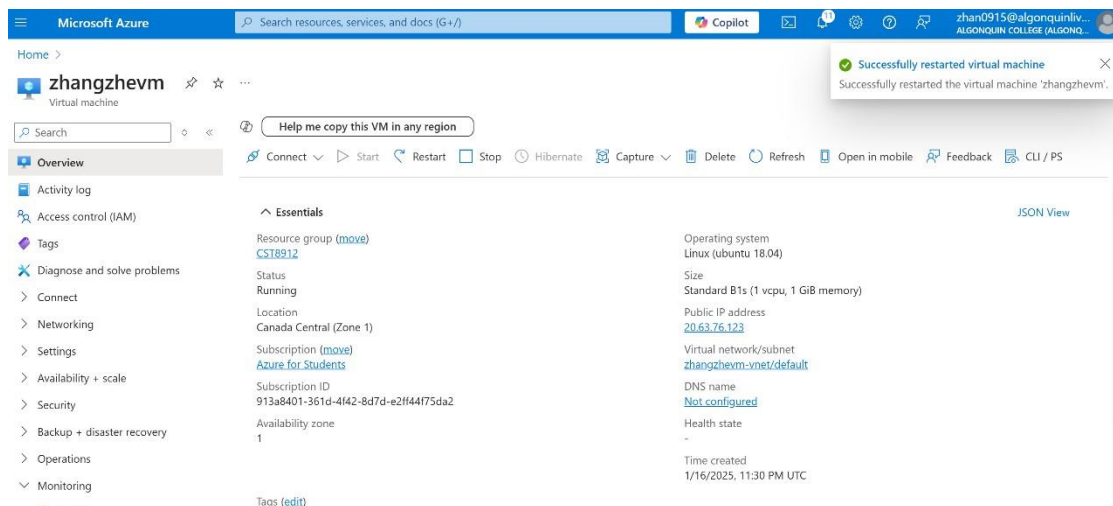 Microsoft Azure
Search resources, services, and docs (G+/)
Copilot
11
zhan0915@algonquinliv...
ALGONQUIN COLLEGE (ALGONQ...
Home >
zhangzhevm
Virtual machine
Successfully restarted virtual machine
Successfully restarted the virtual machine 'zhangzhevm'.
Search
Help me copy this VM in any region
Connect
Start
Restart
Stop
Hibernate
Capture
Delete
Refresh
Open in mobile
Feedback
CLI / PS
Overview
Activity log
Access control (IAM)
Tags
Diagnose and solve problems
Connect
Networking
Settings
Availability + scale
Security
Backup + disaster recovery
Operations
Monitoring
Essentials
JSON View
Resource group (move)
CST8912
Status
Running
Location
Canada Central (Zone 1)
Subscription (move)
Azure for Students
Subscription ID
913a8401-361d-4f42-8d7d-e2ff44f75da2
Availability zone
1
Operating system
Linux (ubuntu 18.04)
Size
Standard B1s (1 vcpu, 1 GiB memory)
Public IP address
20.63.76.123
Virtual network/subnet
zhangzhevm-vnet/default
DNS name
Not configured
Health state
-
Time created
1/16/2025, 11:30 PM UTC
Tags (edit)